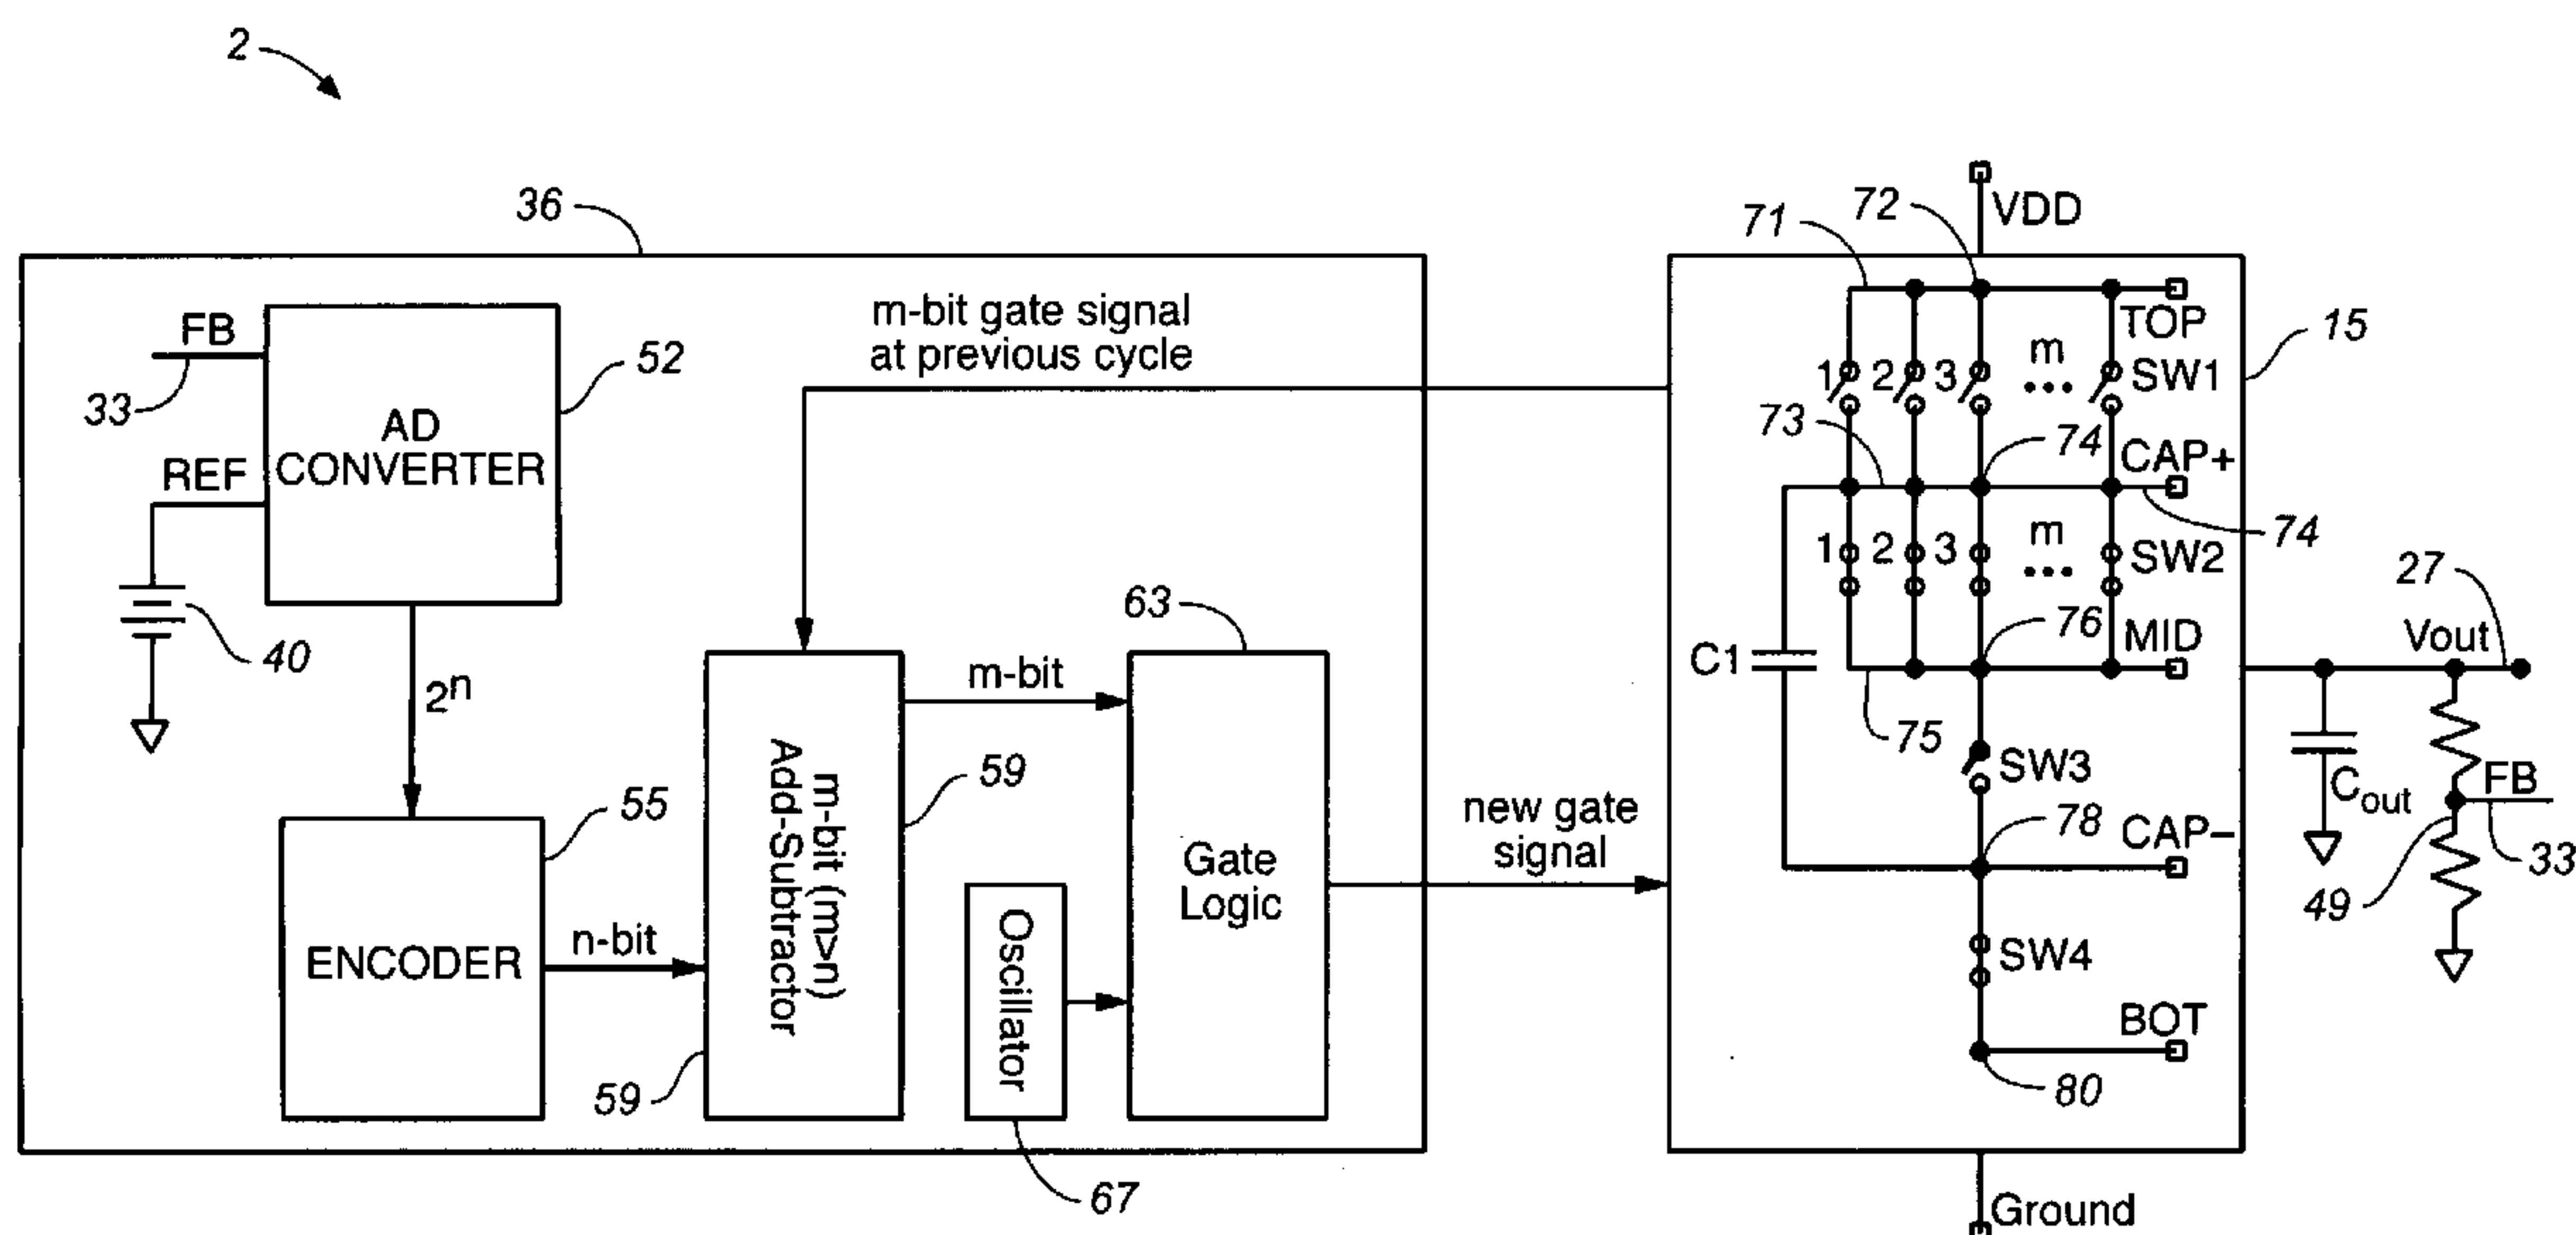 2
36
71
72
VDD
FB
33
AD
CONVERTER
52
REF
40
2n
m-bit gate signal
at previous cycle
TOP
15
1 2 3 m ... SW1
73
74
CAP+
74
1 2 3 m ... SW2
76
MID
27
Vout
C1
75
SW3
Cout
FB
33
49
78
CAP–
SW4
BOT
80
Ground
63
m-bit
m-bit (m>n)
Add-Subtractor
59
59
55
ENCODER
n-bit
Oscillator
67
Gate
Logic
new gate
signal